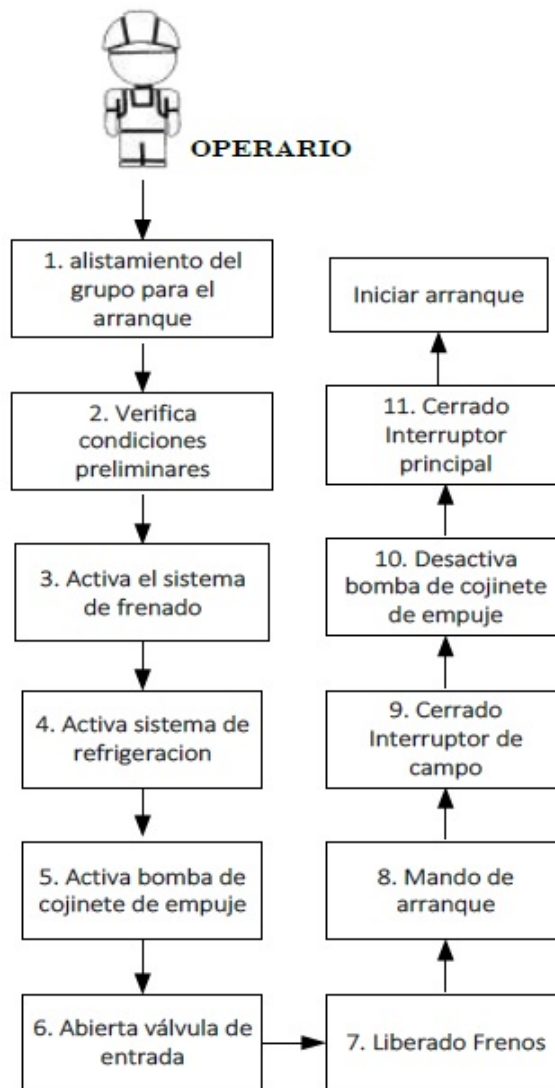 OPERARIO
1. alistamiento del
grupo para el
arranque
2. Verifica
condiciones
preliminares
3. Activa el sistema
de frenado
4. Activa sistema de
refrigeracion
5. Activa bomba de
cojinete de empuje
6. Abierta válvula de
entrada
7. Liberado Frenos
8. Mando de
arranque
9. Cerrado
Interruptor de
campo
10. Desactiva
bomba de cojinete
de empuje
11. Cerrado
Interruptor
principal
Iniciar arranque